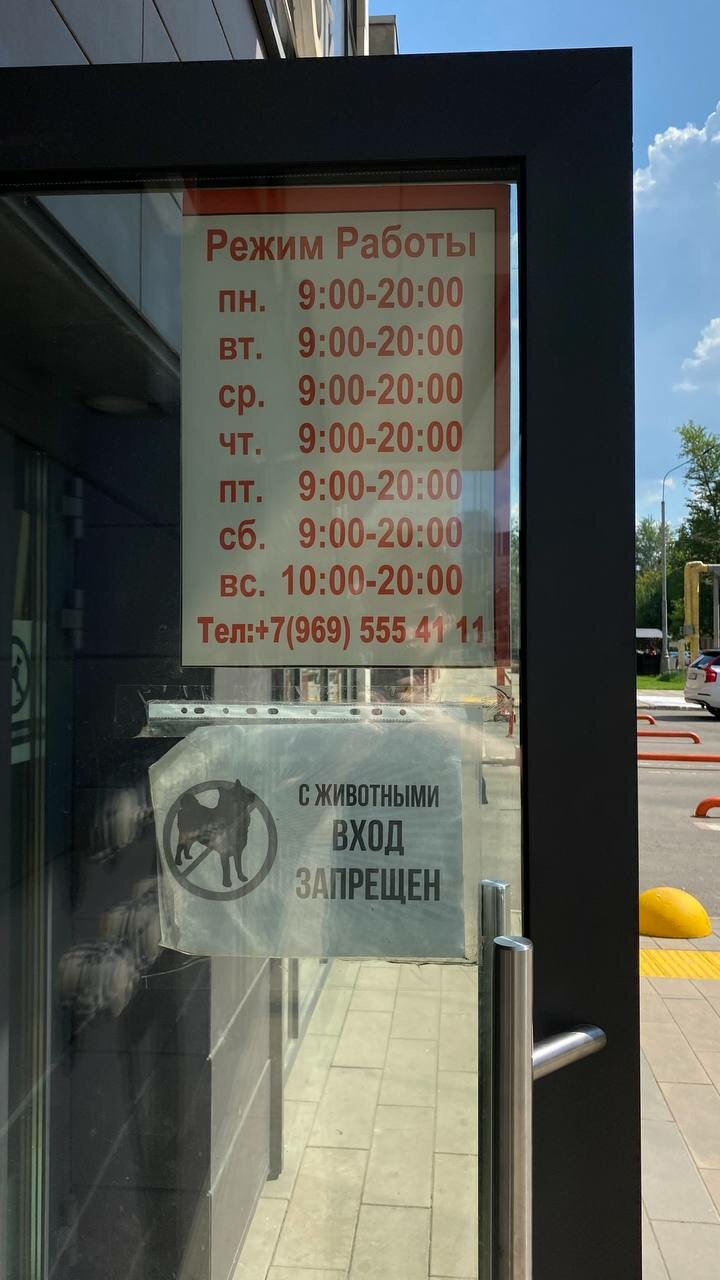 Режим Работы
пн. 9:00-20:00
вт. 9:00-20:00
ср. 9:00-20:00
чт. 9:00-20:00
пт. 9:00-20:00
сб. 9:00-20:00
вс. 10:00-20:00
Тел:+7(969) 555 41 11
С ЖИВОТНЫМИ
ВХОД
ЗАПРЕЩЕН